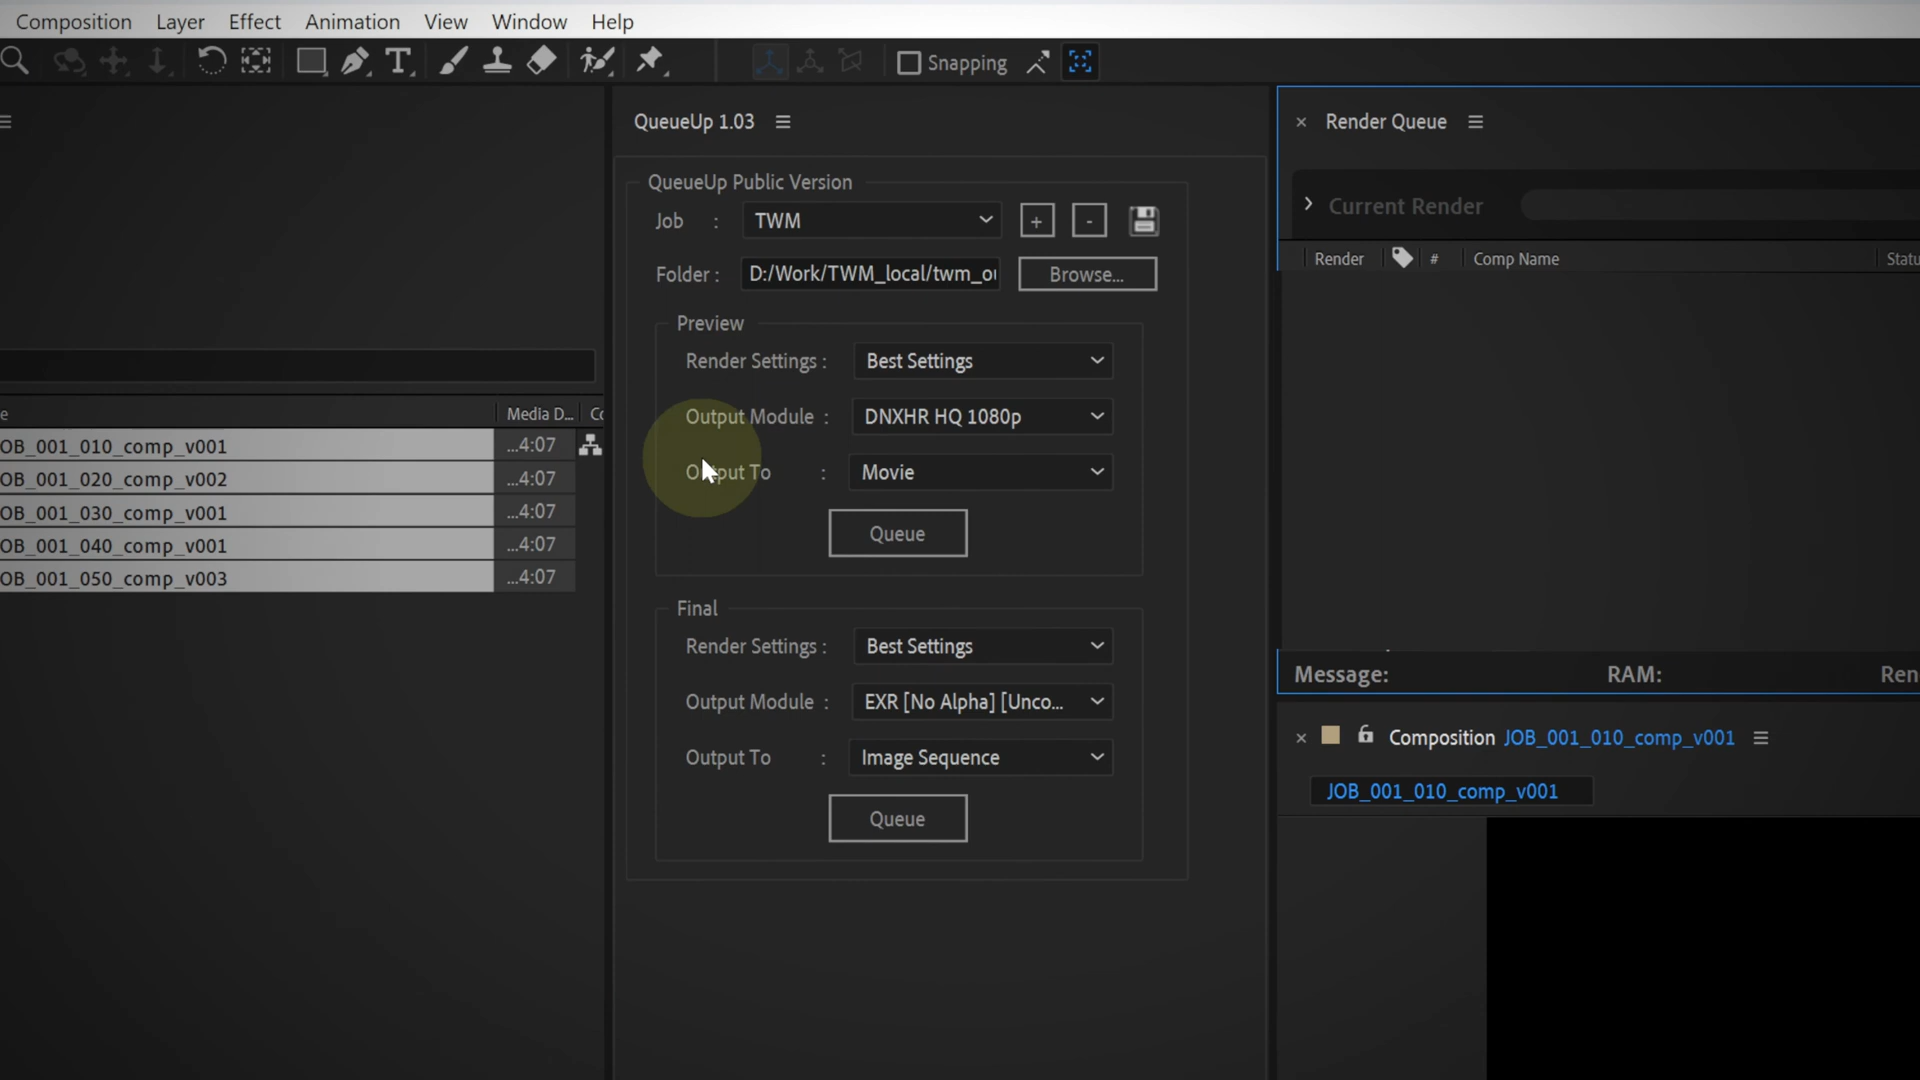 Composition Layer Effect Animation View Window Help
Snapping
QueueUp 1.03
Render Queue
QueueUp Public Version
Job : TWM + -
Folder : D:/Work/TWM_local/twm_ Browse...
Current Render
Render # Comp Name Statu
Preview
Render Settings : Best Settings
Output Module : DNXHR HQ 1080p
Output To : Movie
Queue
e Media D... Co
OB_001_010_comp_v001 ...4:07
OB_001_020_comp_v002 ...4:07
OB_001_030_comp_v001 ...4:07
OB_001_040_comp_v001 ...4:07
OB_001_050_comp_v003 ...4:07
Final
Render Settings : Best Settings
Output Module : EXR [No Alpha] [Unco...
Output To : Image Sequence
Queue
Message: RAM: Ren
Composition JOB_001_010_comp_v001
JOB_001_010_comp_v001